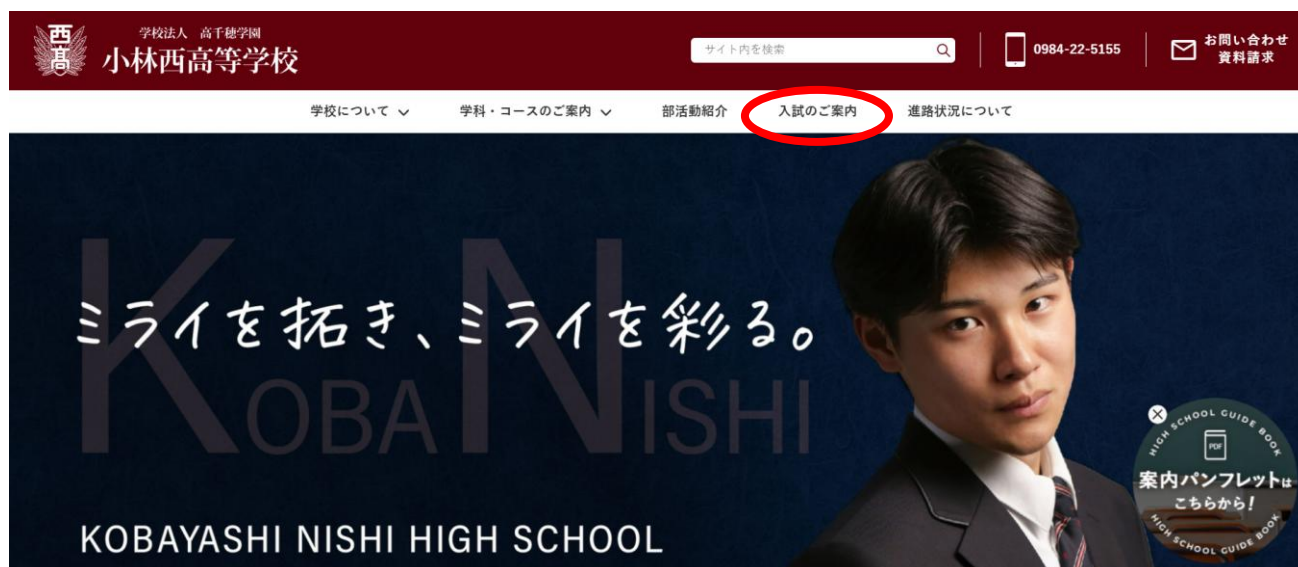 西高
学校法人 高千穂学園
小林西高等学校
サイト内を検索
0984-22-5155
お問い合わせ
資料請求
学校について
学科・コースのご案内
部活動紹介
入試のご案内
進路状況について
ミライを拓き、ミライを彩る。
KOBA NISHI
KOBAYASHI NISHI HIGH SCHOOL
HIGH SCHOOL GUIDE BOOK
PDF
案内パンフレットは
こちらから!
HIGH SCHOOL GUIDE BOOK